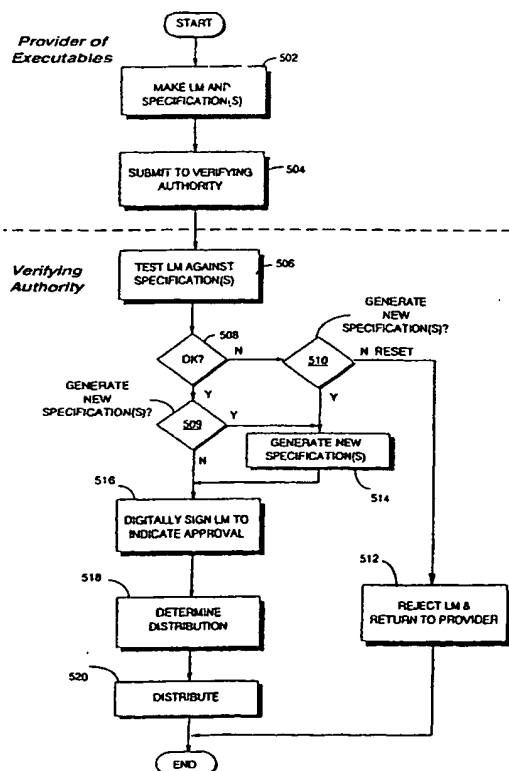 START
Provider of
Executables
502
MAKE LM AND
SPECIFICATION(S)
SUBMIT TO VERIFYING
AUTHORITY
504
Verifying
Authority
TEST LM AGAINST
SPECIFICATION(S)
506
GENERATE
NEW
SPECIFICATION(S)?
508
OK?
N
510
N RESET
GENERATE
NEW
SPECIFICATION(S)?
Y
Y
509
Y
N
GENERATE NEW
SPECIFICATION(S)
514
516
DIGITALLY SIGN LM TO
INDICATE APPROVAL
518
512
DETERMINE
DISTRIBUTION
REJECT LM &
RETURN TO PROVIDER
520
DISTRIBUTE
END